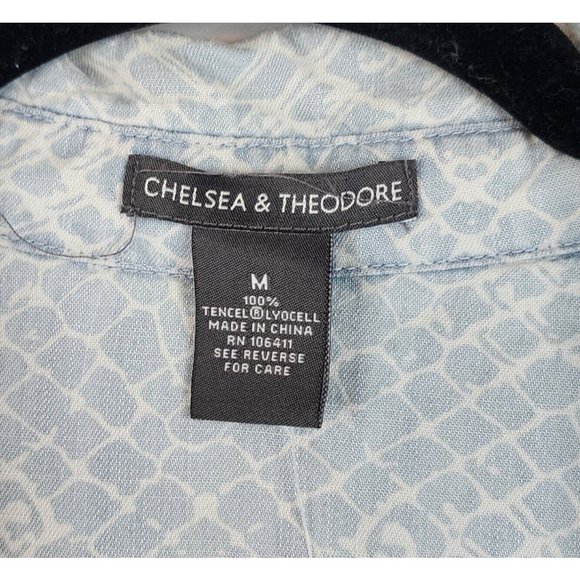 CHELSEA & THEODORE
M
100%
TENCEL®LYOCELL
MADE IN CHINA
RN 106411
SEE REVERSE
FOR CARE